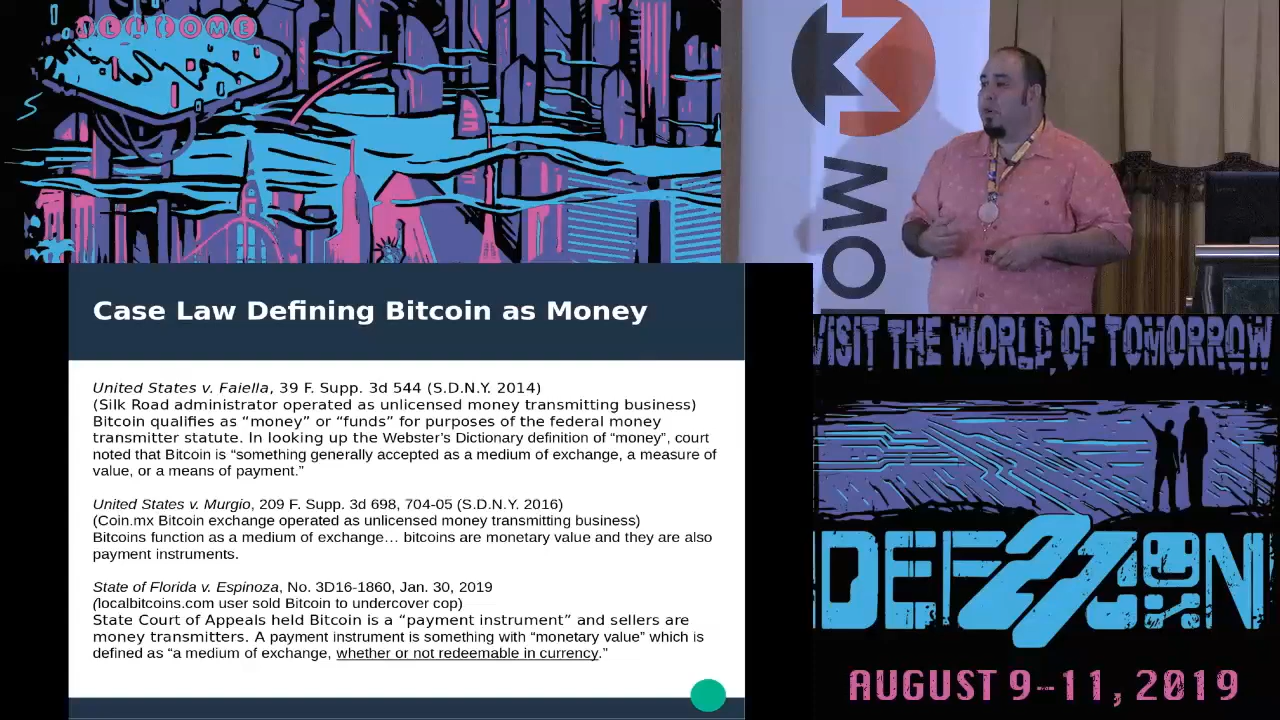 WELCOME
MON
Case Law Defining Bitcoin as Money
United States v. Faiella, 39 F. Supp. 3d 544 (S.D.N.Y. 2014)
(Silk Road administrator operated as unlicensed money transmitting business)
Bitcoin qualifies as “money” or “funds” for purposes of the federal money
transmitter statute. In looking up the Webster’s Dictionary definition of “money”, court
noted that Bitcoin is “something generally accepted as a medium of exchange, a measure of
value, or a means of payment.”
United States v. Murgio, 209 F. Supp. 3d 698, 704-05 (S.D.N.Y. 2016)
(Coin.mx Bitcoin exchange operated as unlicensed money transmitting business)
Bitcoins function as a medium of exchange… bitcoins are monetary value and they are also
payment instruments.
State of Florida v. Espinoza, No. 3D16-1860, Jan. 30, 2019
(localbitcoins.com user sold Bitcoin to undercover cop)
State Court of Appeals held Bitcoin is a “payment instrument” and sellers are
money transmitters. A payment instrument is something with “monetary value” which is
defined as “a medium of exchange, whether or not redeemable in currency.”
VISIT THE WORLD OF TOMORROW
DEF27CON
AUGUST 9-11, 2019